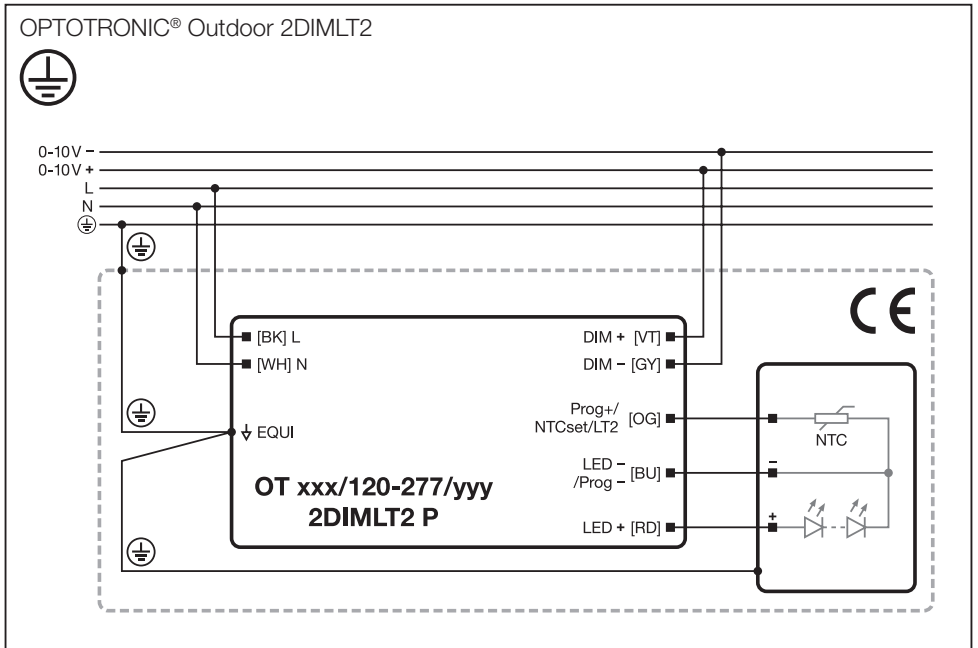 OPTOTRONIC® Outdoor 2DIMLT2
0-10V -
0-10V +
L
N
CE
[BK] L
[WH] N
EQUI
DIM + [VT]
DIM - [GY]
Prog+/
NTCset/LT2 [OG]
LED -
/Prog - [BU]
LED + [RD]
OT xxx/120-277/yyy
2DIMLT2 P
NTC
-
+